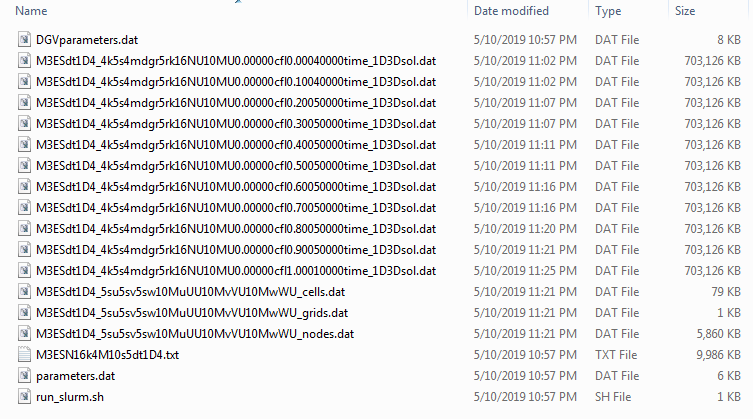 Name Date modified Type Size
DGVparameters.dat 5/10/2019 10:57 PM DAT File 8 KB
M3ESdt1D4_4k5s4mdgr5rk16NU10MU0.00000cfl0.00040000time_1D3Dsol.dat 5/10/2019 11:02 PM DAT File 703,126 KB
M3ESdt1D4_4k5s4mdgr5rk16NU10MU0.00000cfl0.10040000time_1D3Dsol.dat 5/10/2019 11:02 PM DAT File 703,126 KB
M3ESdt1D4_4k5s4mdgr5rk16NU10MU0.00000cfl0.20050000time_1D3Dsol.dat 5/10/2019 11:07 PM DAT File 703,126 KB
M3ESdt1D4_4k5s4mdgr5rk16NU10MU0.00000cfl0.30050000time_1D3Dsol.dat 5/10/2019 11:07 PM DAT File 703,126 KB
M3ESdt1D4_4k5s4mdgr5rk16NU10MU0.00000cfl0.40050000time_1D3Dsol.dat 5/10/2019 11:11 PM DAT File 703,126 KB
M3ESdt1D4_4k5s4mdgr5rk16NU10MU0.00000cfl0.50050000time_1D3Dsol.dat 5/10/2019 11:11 PM DAT File 703,126 KB
M3ESdt1D4_4k5s4mdgr5rk16NU10MU0.00000cfl0.60050000time_1D3Dsol.dat 5/10/2019 11:16 PM DAT File 703,126 KB
M3ESdt1D4_4k5s4mdgr5rk16NU10MU0.00000cfl0.70050000time_1D3Dsol.dat 5/10/2019 11:16 PM DAT File 703,126 KB
M3ESdt1D4_4k5s4mdgr5rk16NU10MU0.00000cfl0.80050000time_1D3Dsol.dat 5/10/2019 11:20 PM DAT File 703,126 KB
M3ESdt1D4_4k5s4mdgr5rk16NU10MU0.00000cfl0.90050000time_1D3Dsol.dat 5/10/2019 11:21 PM DAT File 703,126 KB
M3ESdt1D4_4k5s4mdgr5rk16NU10MU0.00000cfl1.00010000time_1D3Dsol.dat 5/10/2019 11:25 PM DAT File 703,126 KB
M3ESdt1D4_5su5sv5sw10MuUU10MvVU10MwWU_cells.dat 5/10/2019 11:21 PM DAT File 79 KB
M3ESdt1D4_5su5sv5sw10MuUU10MvVU10MwWU_grids.dat 5/10/2019 11:21 PM DAT File 1 KB
M3ESdt1D4_5su5sv5sw10MuUU10MvVU10MwWU_nodes.dat 5/10/2019 11:21 PM DAT File 5,860 KB
M3ESN16k4M10s5dt1D4.txt 5/10/2019 10:57 PM TXT File 9,986 KB
parameters.dat 5/10/2019 10:57 PM DAT File 6 KB
run_slurm.sh 5/10/2019 10:57 PM SH File 1 KB